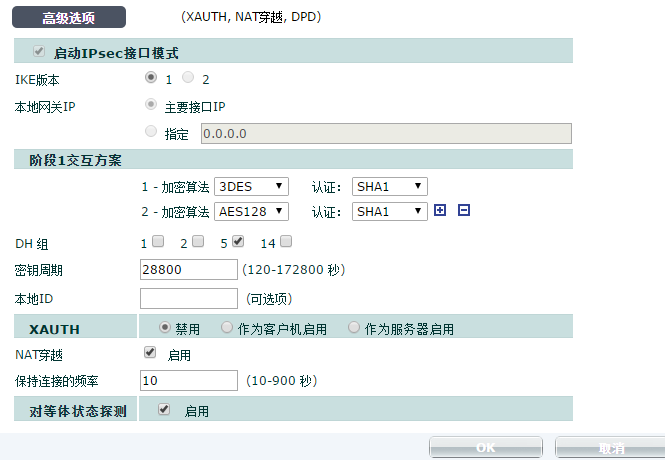 高级选项 (XAUTH, NAT穿越, DPD)
启动IPsec接口模式
IKE版本 1 2
本地网关IP 主要接口IP
指定 0.0.0.0
阶段1交互方案
1 - 加密算法 3DES 认证: SHA1
2 - 加密算法 AES128 认证: SHA1
DH 组 1 2 5 14
密钥周期 28800 (120-172800 秒)
本地ID (可选项)
XAUTH 禁用 作为客户机启用 作为服务器启用
NAT穿越 启用
保持连接的频率 10 (10-900 秒)
对等体状态探测 启用
OK 取消